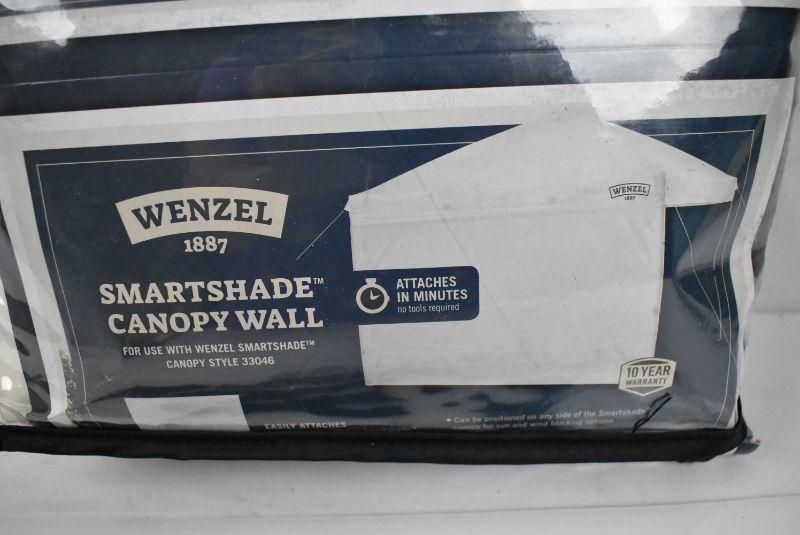 WENZEL
1887
SMARTSHADE™
CANOPY WALL
FOR USE WITH WENZEL SMARTSHADE™
CANOPY STYLE 33046
WENZEL
1887
ATTACHES
IN MINUTES
no tools required
10 YEAR
WARRANTY
EASILY ATTACHES
• Can be positioned on any side of the Smartshade
canopy for sun and wind blocking options